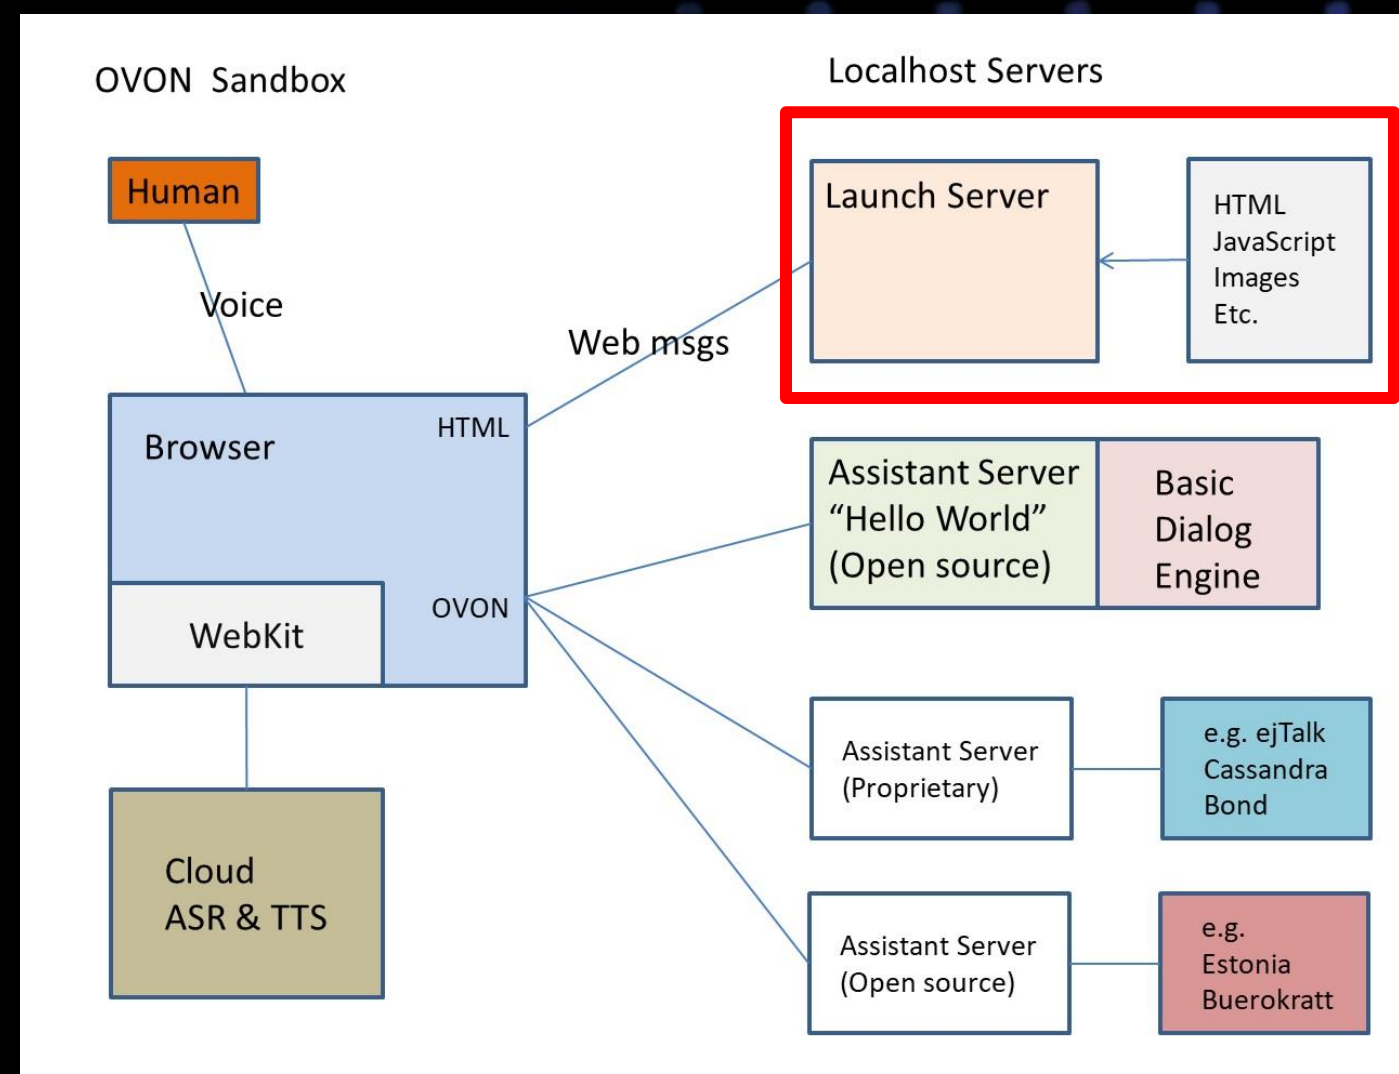 OVON Sandbox
Localhost Servers
Human
Voice
Web msgs
Launch Server
HTML
JavaScript
Images
Etc.
Browser
HTML
OVON
WebKit
Cloud
ASR & TTS
Assistant Server
“Hello World”
(Open source)
Basic
Dialog
Engine
Assistant Server
(Proprietary)
e.g. ejTalk
Cassandra
Bond
Assistant Server
(Open source)
e.g.
Estonia
Buerokratt